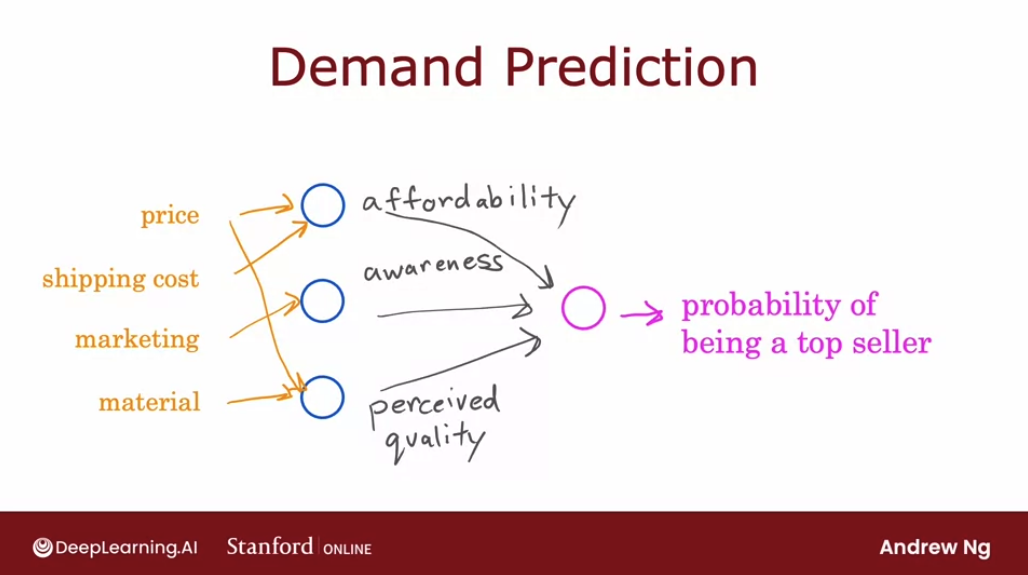 Demand Prediction
price
shipping cost
marketing
material
affordability
awareness
perceived
quality
probability of
being a top seller
DeepLearning.AI
Stanford ONLINE
Andrew Ng